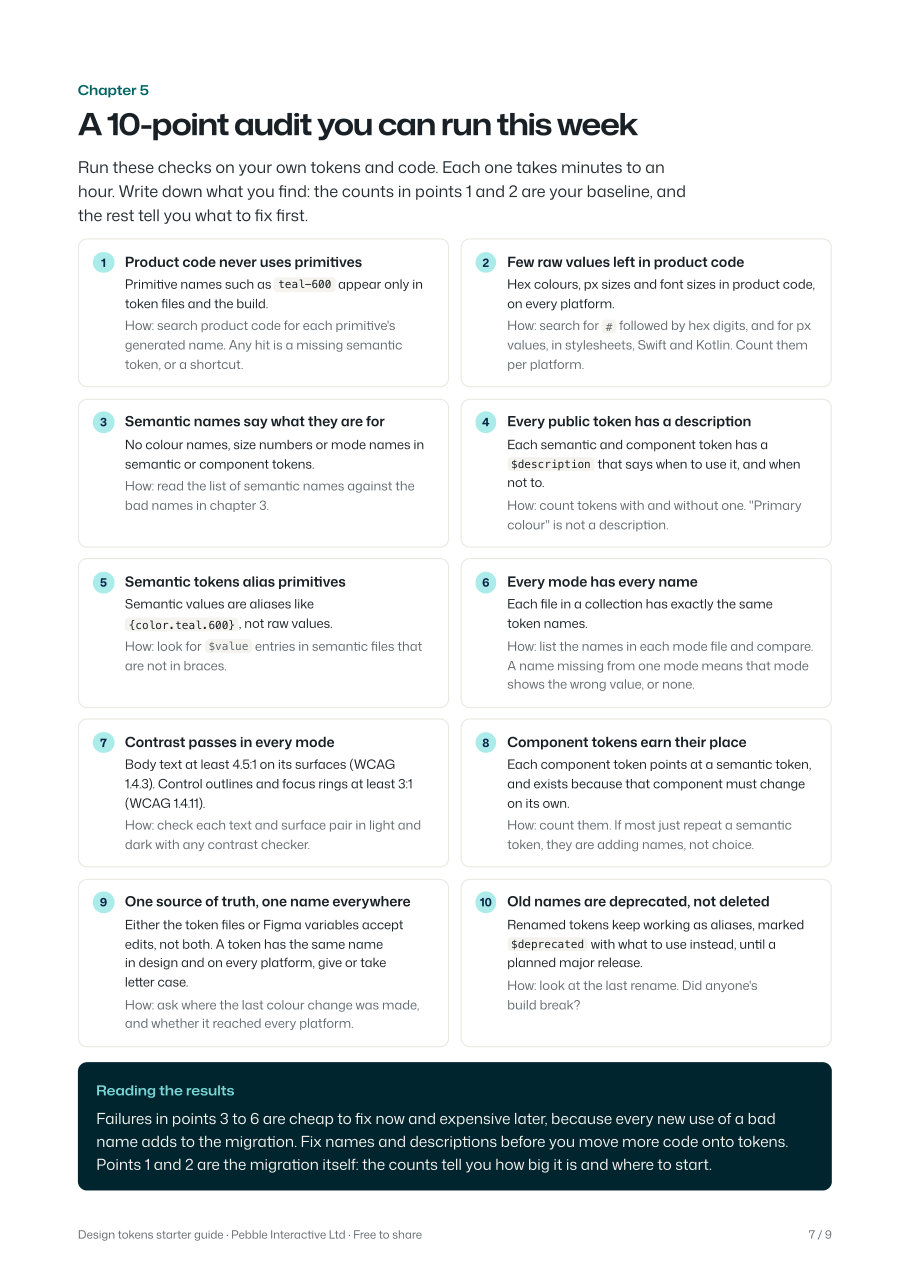 Chapter 5
A 10-point audit you can run this week
Run these checks on your own tokens and code. Each one takes minutes to an
hour. Write down what you find: the counts in points 1 and 2 are your baseline, and
the rest tell you what to fix first.
1
Product code never uses primitives
Primitive names such as teal-600 appear only in
token files and the build.
How: search product code for each primitive's
generated name. Any hit is a missing semantic
token, or a shortcut.
2
Few raw values left in product code
Hex colours, px sizes and font sizes in product code,
on every platform.
How: search for # followed by hex digits, and for px
values, in stylesheets, Swift and Kotlin. Count them
per platform.
3
Semantic names say what they are for
No colour names, size numbers or mode names in
semantic or component tokens.
How: read the list of semantic names against the
bad names in chapter 3.
4
Every public token has a description
Each semantic and component token has a
$description that says when to use it, and when
not to.
How: count tokens with and without one. "Primary
colour" is not a description.
5
Semantic tokens alias primitives
Semantic values are aliases like
{color.teal.600} , not raw values.
How: look for $value entries in semantic files that
are not in braces.
6
Every mode has every name
Each file in a collection has exactly the same
token names.
How: list the names in each mode file and compare.
A name missing from one mode means that mode
shows the wrong value, or none.
7
Contrast passes in every mode
Body text at least 4.5:1 on its surfaces (WCAG
1.4.3). Control outlines and focus rings at least 3:1
(WCAG 1.4.11).
How: check each text and surface pair in light and
dark with any contrast checker.
8
Component tokens earn their place
Each component token points at a semantic token,
and exists because that component must change
on its own.
How: count them. If most just repeat a semantic
token, they are adding names, not choice.
9
One source of truth, one name everywhere
Either the token files or Figma variables accept
edits, not both. A token has the same name
in design and on every platform, give or take
letter case.
How: ask where the last colour change was made,
and whether it reached every platform.
10
Old names are deprecated, not deleted
Renamed tokens keep working as aliases, marked
$deprecated with what to use instead, until a
planned major release.
How: look at the last rename. Did anyone's
build break?
Reading the results
Failures in points 3 to 6 are cheap to fix now and expensive later, because every new use of a bad
name adds to the migration. Fix names and descriptions before you move more code onto tokens.
Points 1 and 2 are the migration itself: the counts tell you how big it is and where to start.
Design tokens starter guide · Pebble Interactive Ltd · Free to share
7 / 9